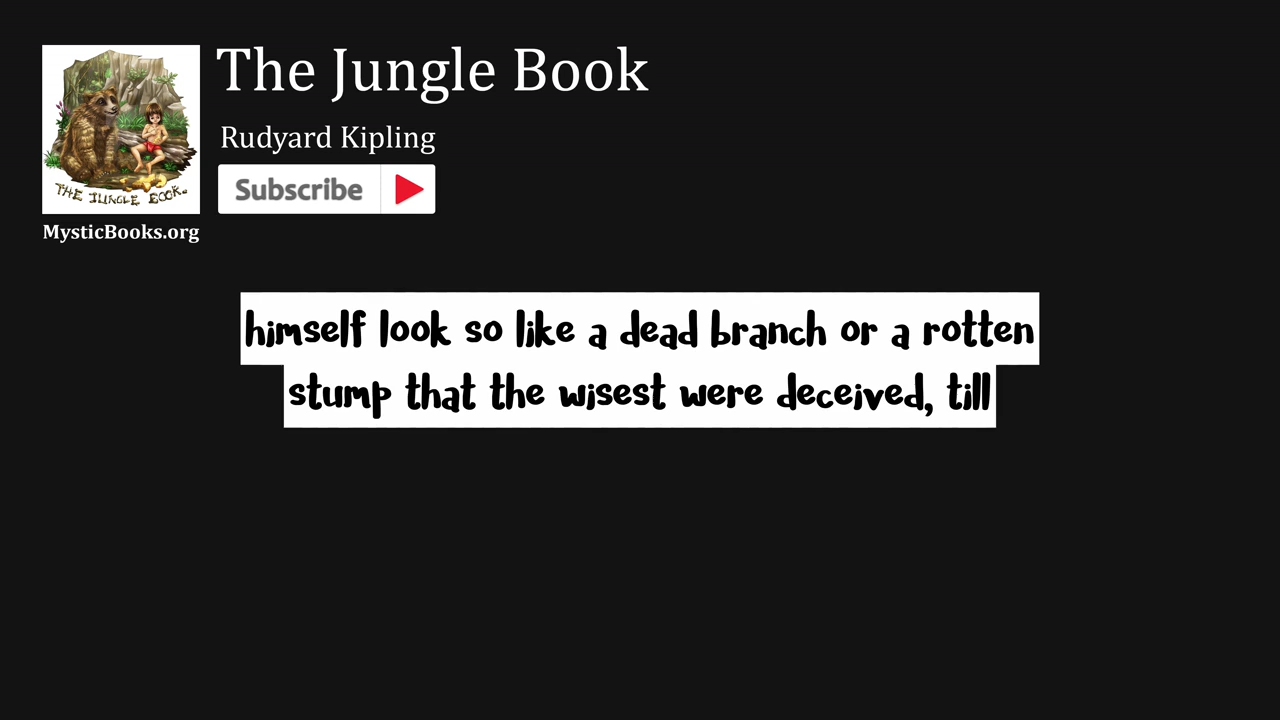 The Jungle Book
Rudyard Kipling
Subscribe
THE JUNGLE BOOK.
MysticBooks.org
himself look so like a dead branch or a rotten
stump that the wisest were deceived, till